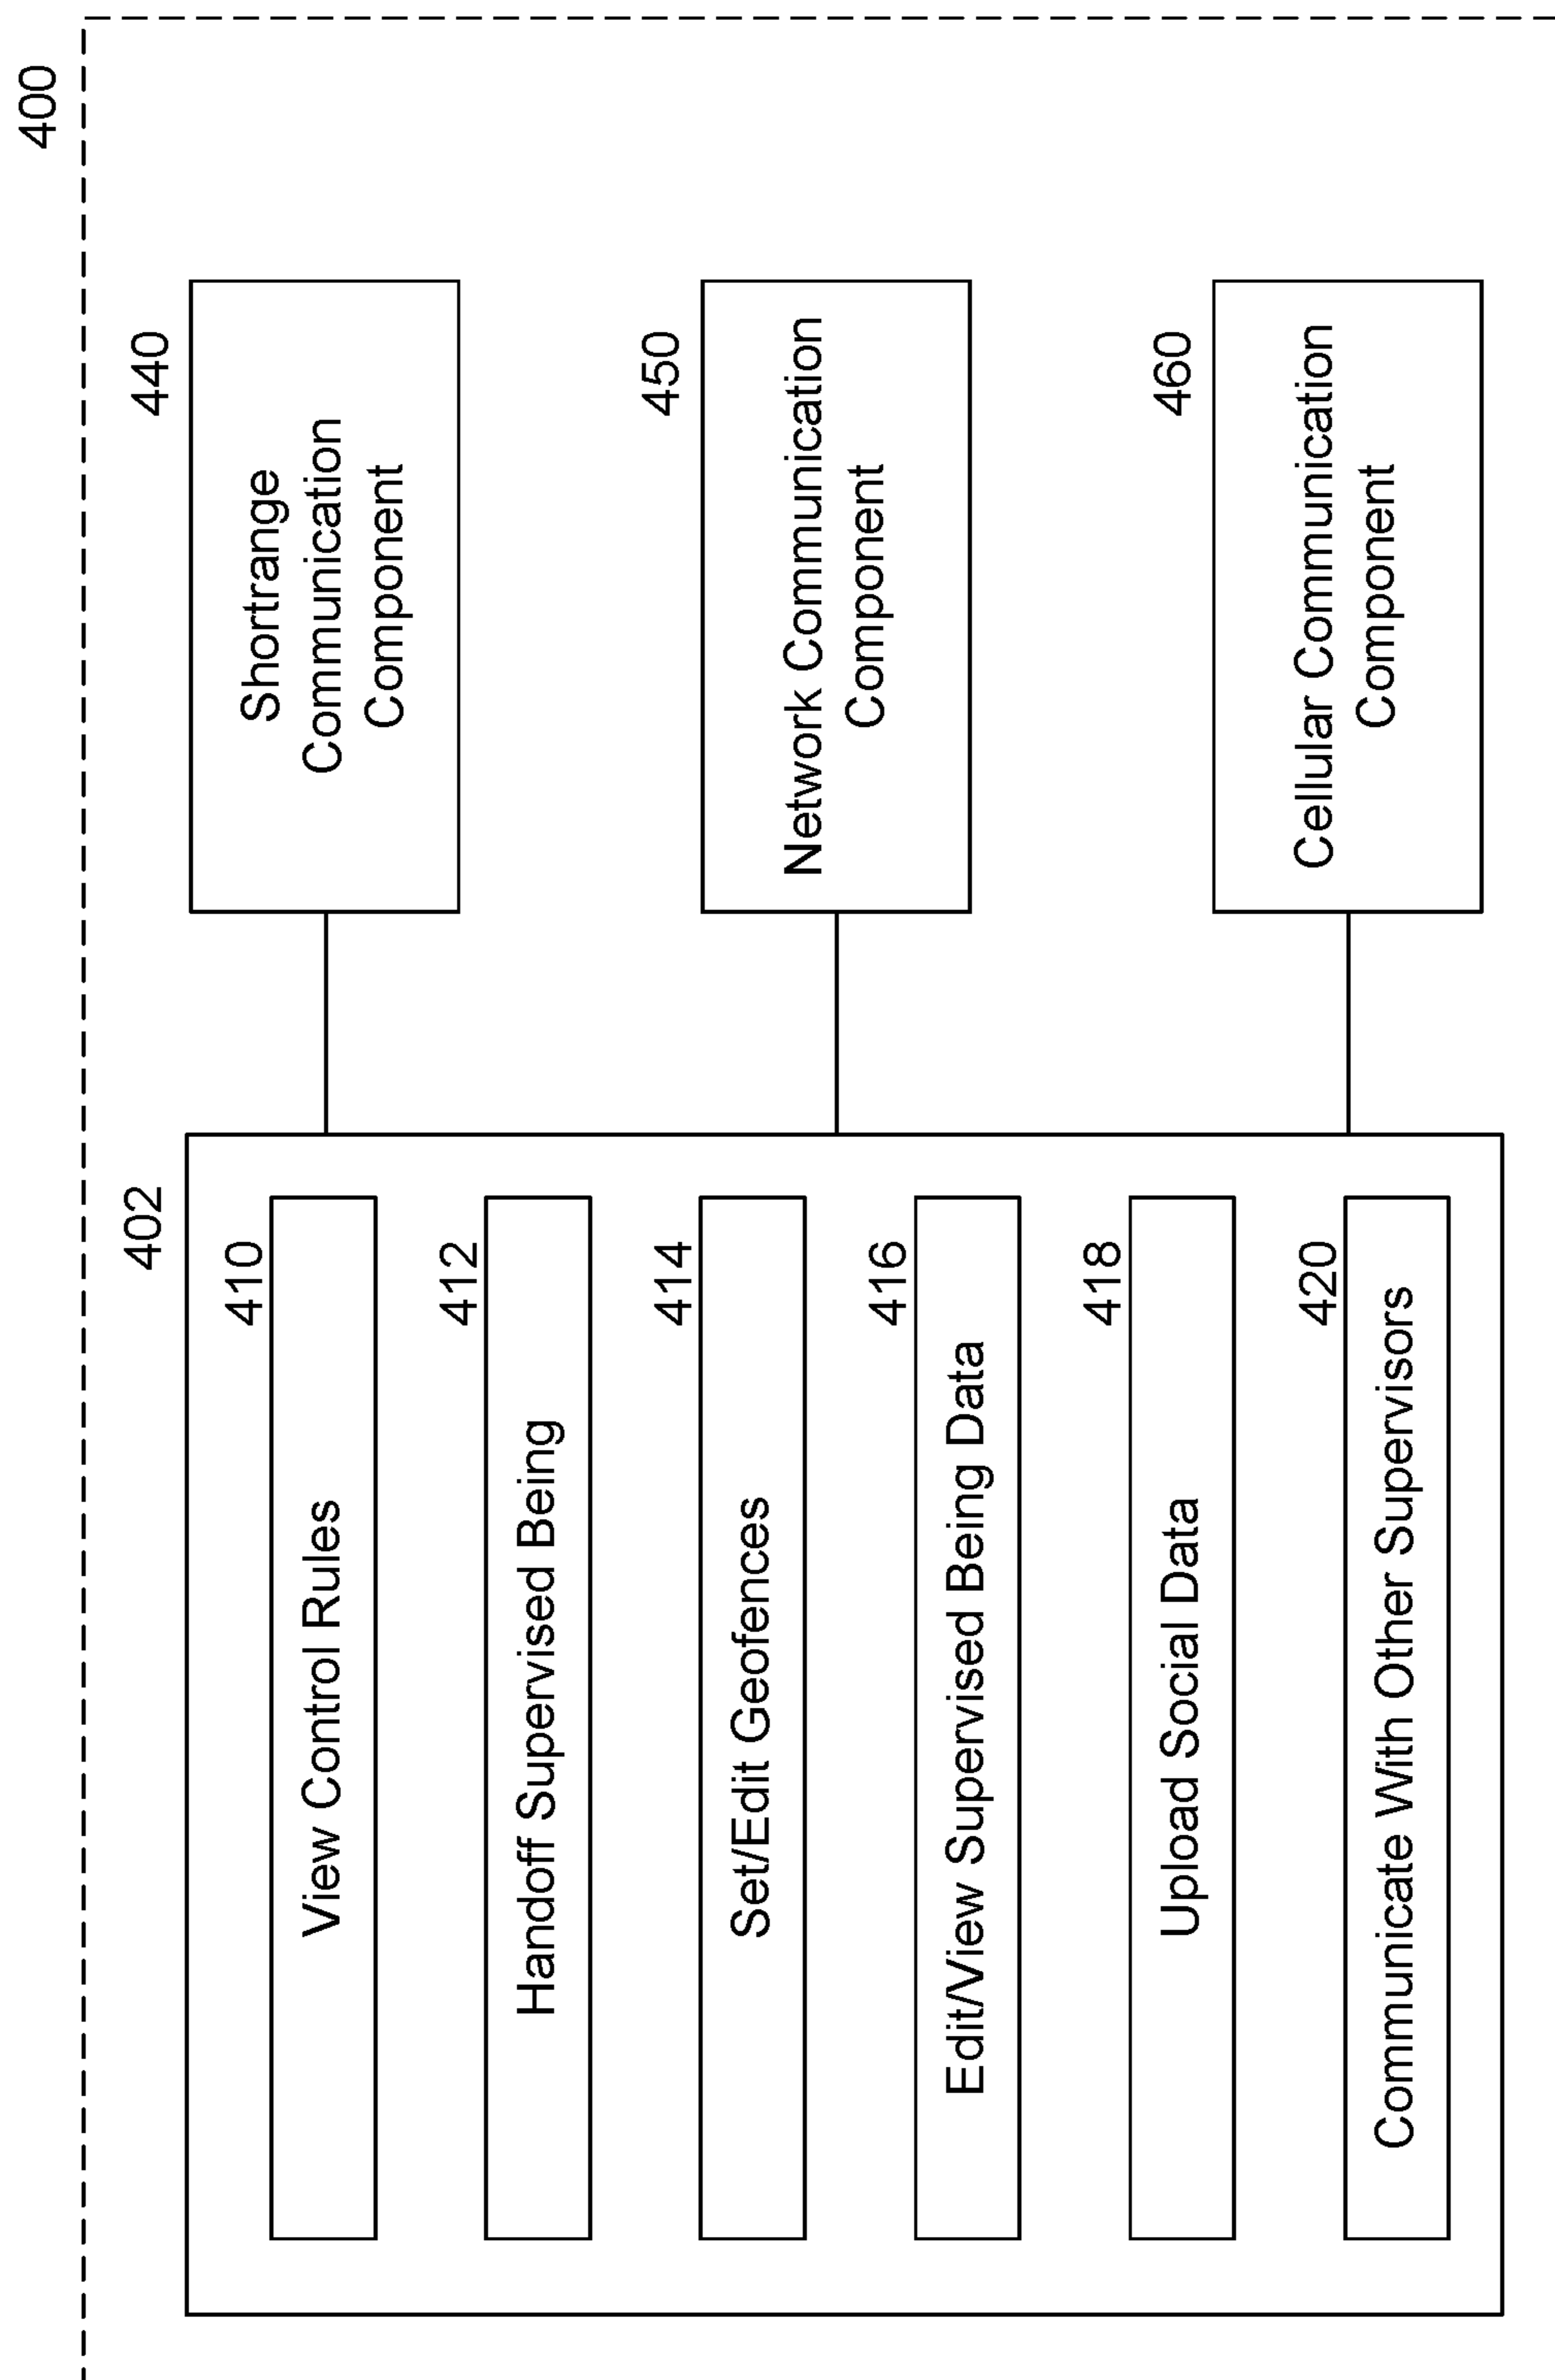 400
402
410
View Control Rules
412
Handoff Supervised Being
414
Set/Edit Geofences
416
Edit/View Supervised Being Data
418
Upload Social Data
420
Communicate With Other Supervisors
440
Shortrange
Communication
Component
450
Network Communication
Component
460
Cellular Communication
Component